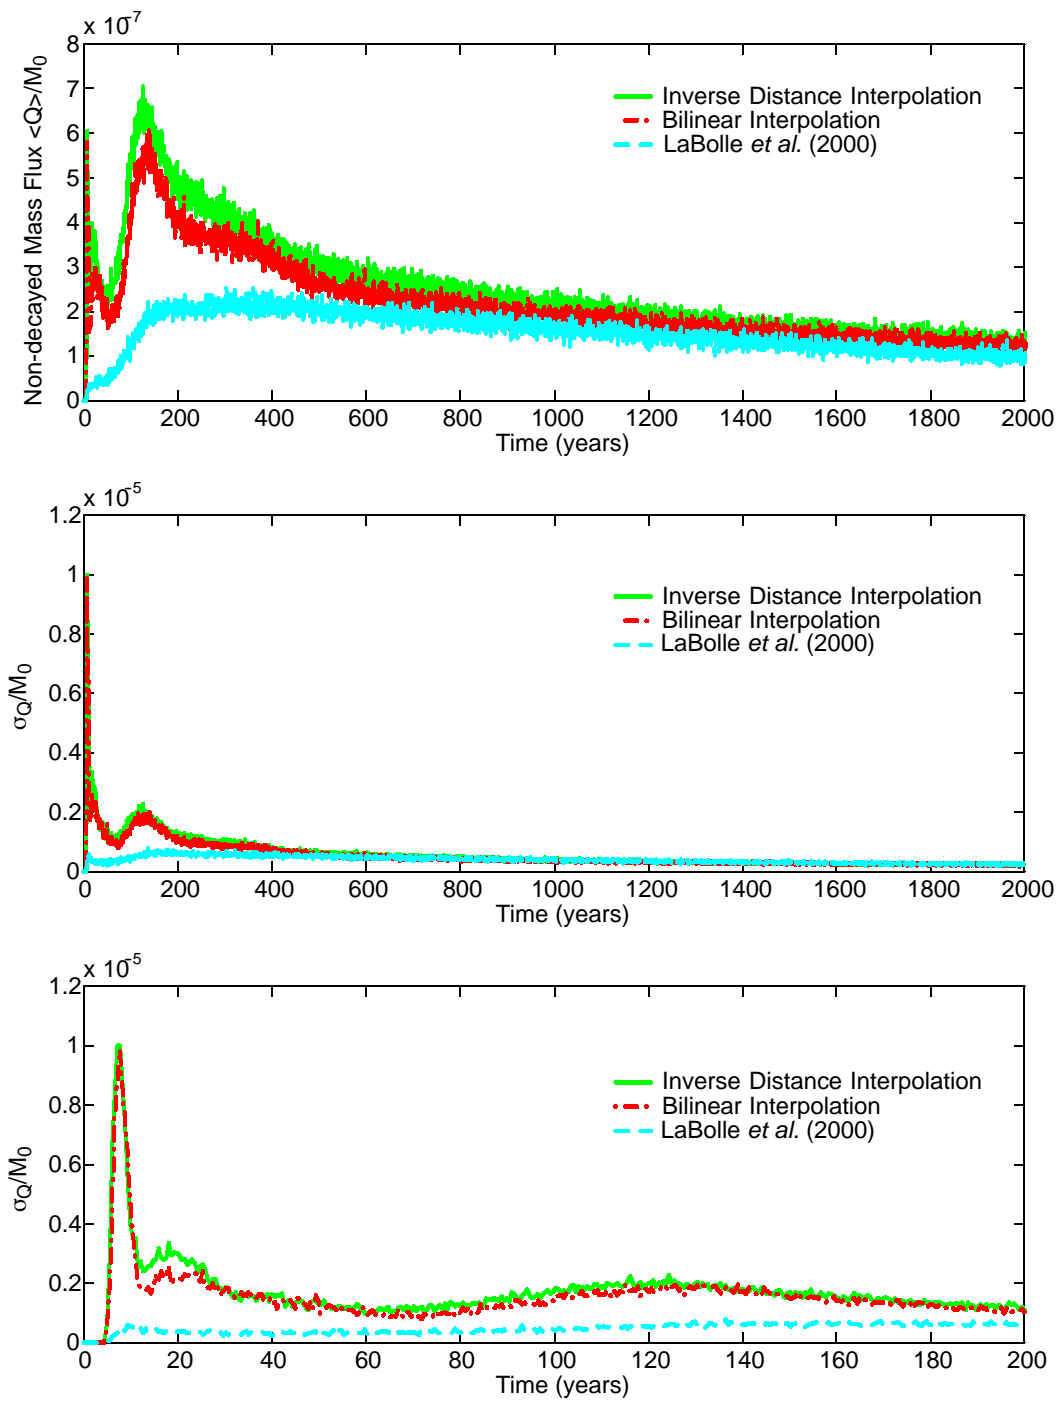 x 10⁻⁷
8
7
6
5
4
3
2
1
0
Non-decayed Mass Flux <Q>/M₀
Inverse Distance Interpolation
Bilinear Interpolation
LaBolle et al. (2000)
0 200 400 600 800 1000 1200 1400 1600 1800 2000
Time (years)
x 10⁻⁵
1.2
1
0.8
0.6
0.4
0.2
0
σQ/M₀
Inverse Distance Interpolation
Bilinear Interpolation
LaBolle et al. (2000)
0 200 400 600 800 1000 1200 1400 1600 1800 2000
Time (years)
x 10⁻⁵
1.2
1
0.8
0.6
0.4
0.2
0
σQ/M₀
Inverse Distance Interpolation
Bilinear Interpolation
LaBolle et al. (2000)
0 20 40 60 80 100 120 140 160 180 200
Time (years)